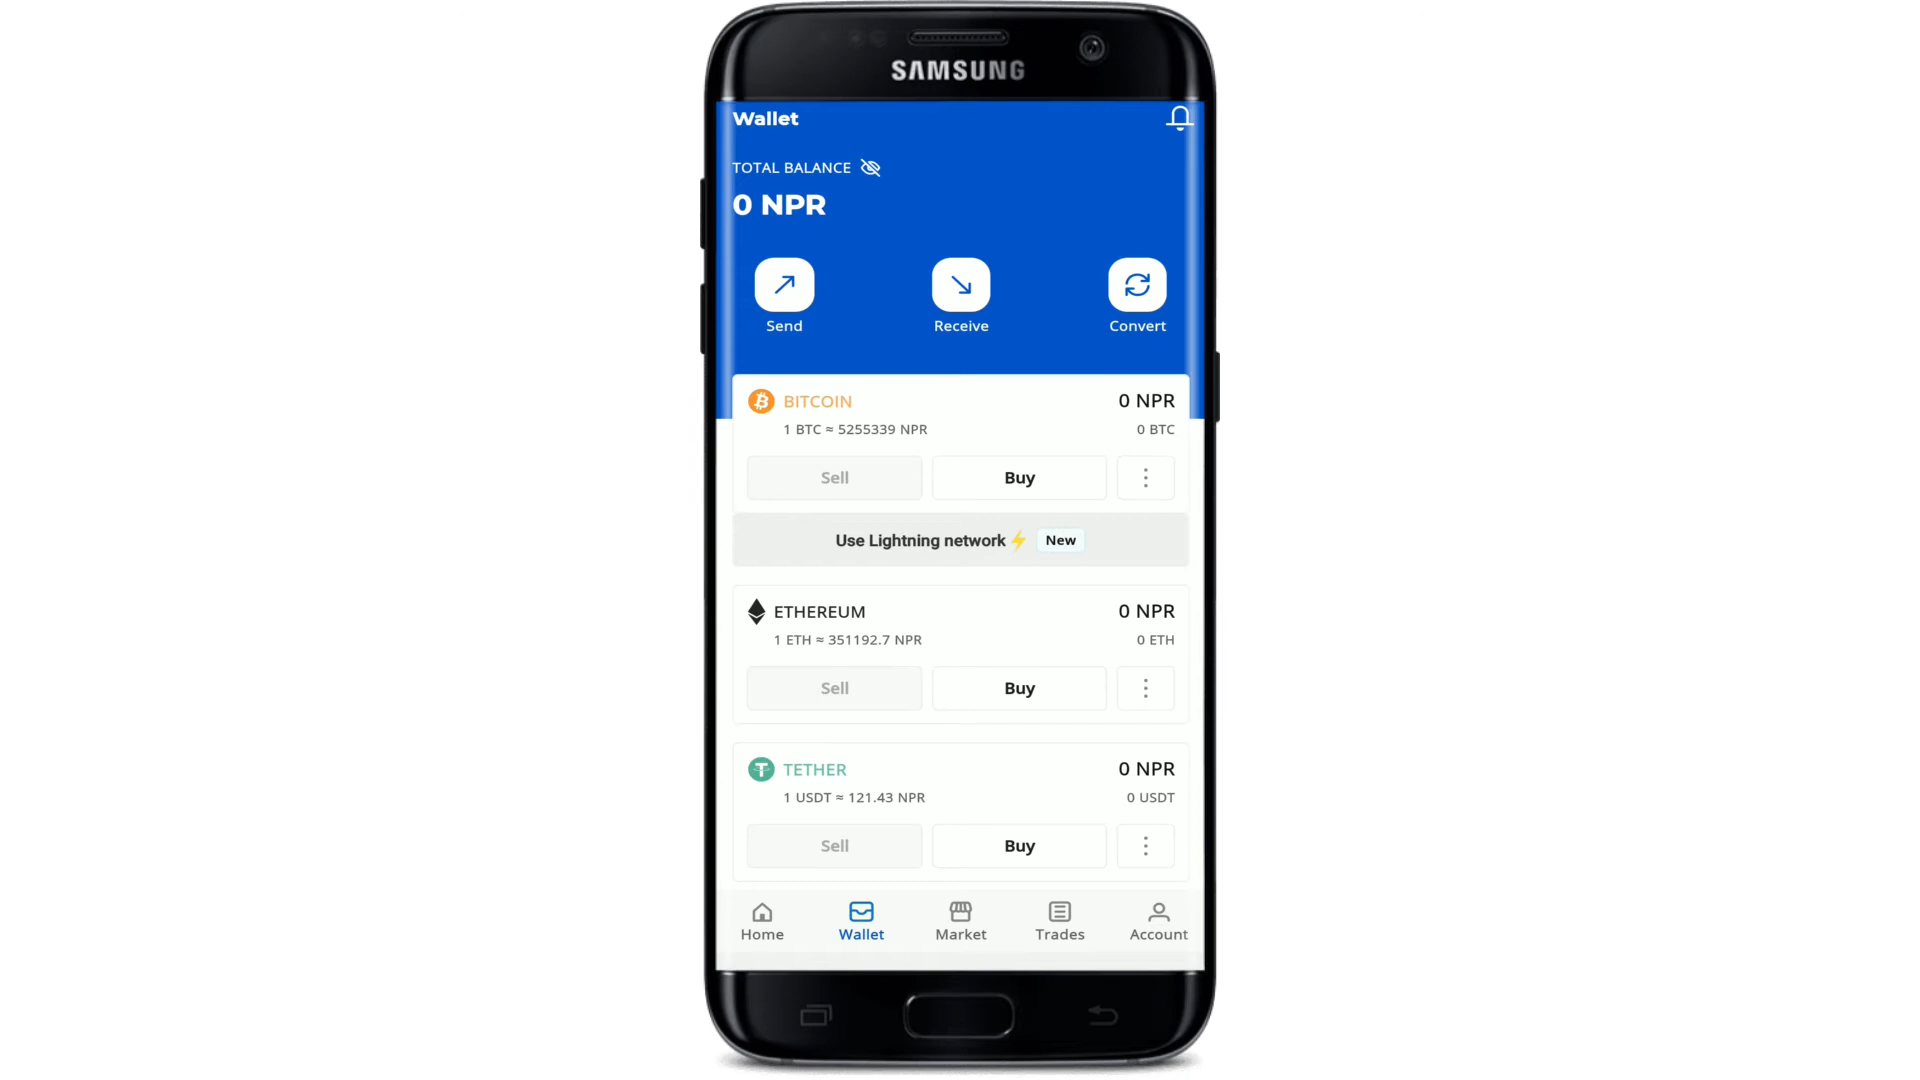 SAMSUNG
Wallet
TOTAL BALANCE
0 NPR
Send
Receive
Convert
BITCOIN
0 NPR
1 BTC ≈ 5255339 NPR
0 BTC
Sell
Buy
Use Lightning network⚡ New
ETHEREUM
0 NPR
1 ETH ≈ 351192.7 NPR
0 ETH
Sell
Buy
TETHER
0 NPR
1 USDT ≈ 121.43 NPR
0 USDT
Sell
Buy
Home
Wallet
Market
Trades
Account